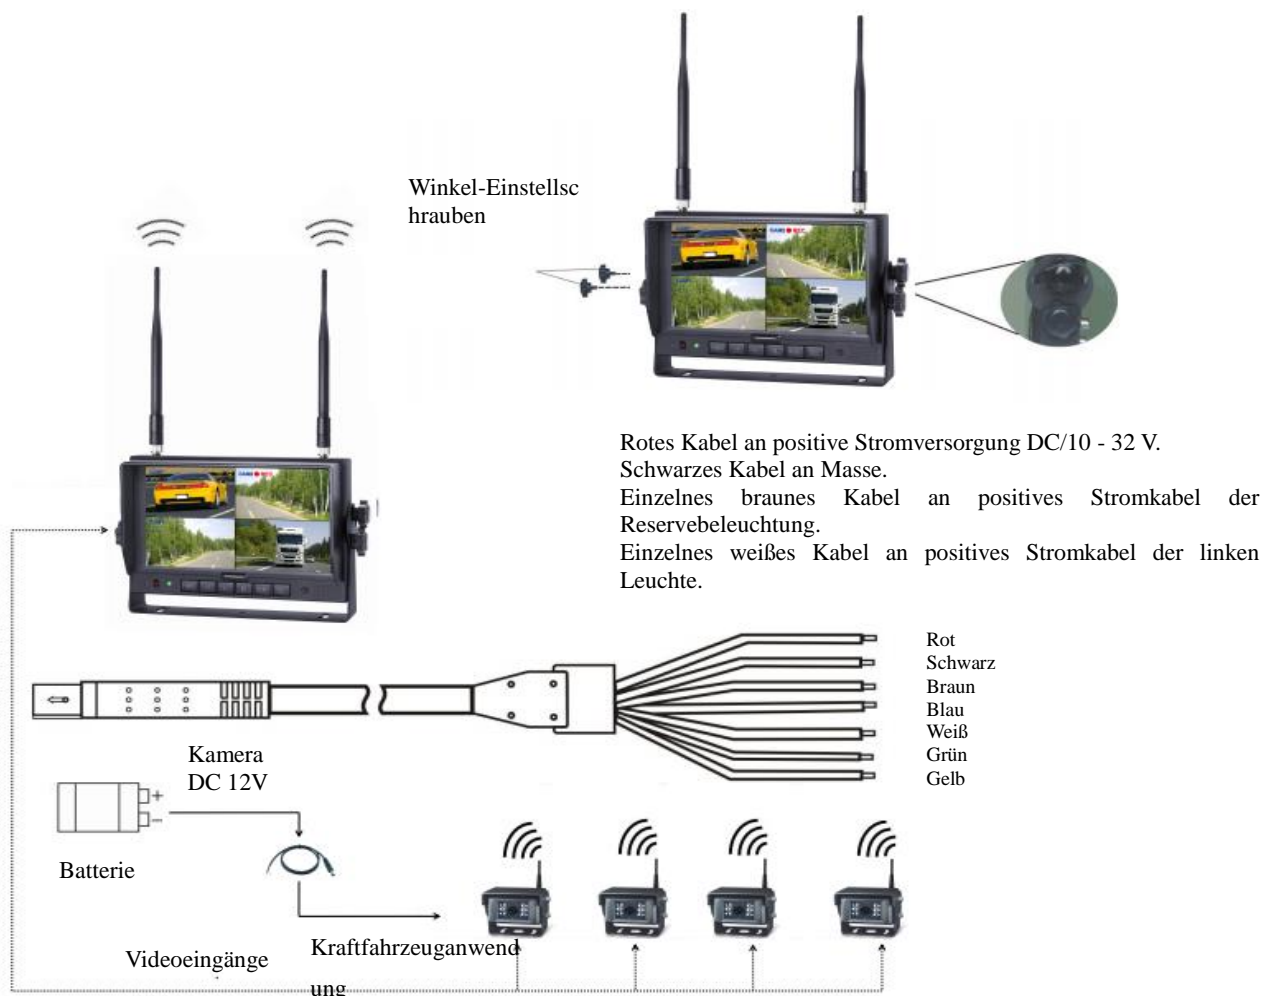 Winkel-Einstellsc
hrauben
Rotes Kabel an positive Stromversorgung DC/10 - 32 V.
Schwarzes Kabel an Masse.
Einzelnes braunes Kabel an positives Stromkabel der
Reservebeleuchtung.
Einzelnes weißes Kabel an positives Stromkabel der linken
Leuchte.
Rot
Schwarz
Braun
Blau
Weiß
Grün
Gelb
Kamera
DC 12V
Batterie
Videoeingänge
Kraftfahrzeuganwend
ung